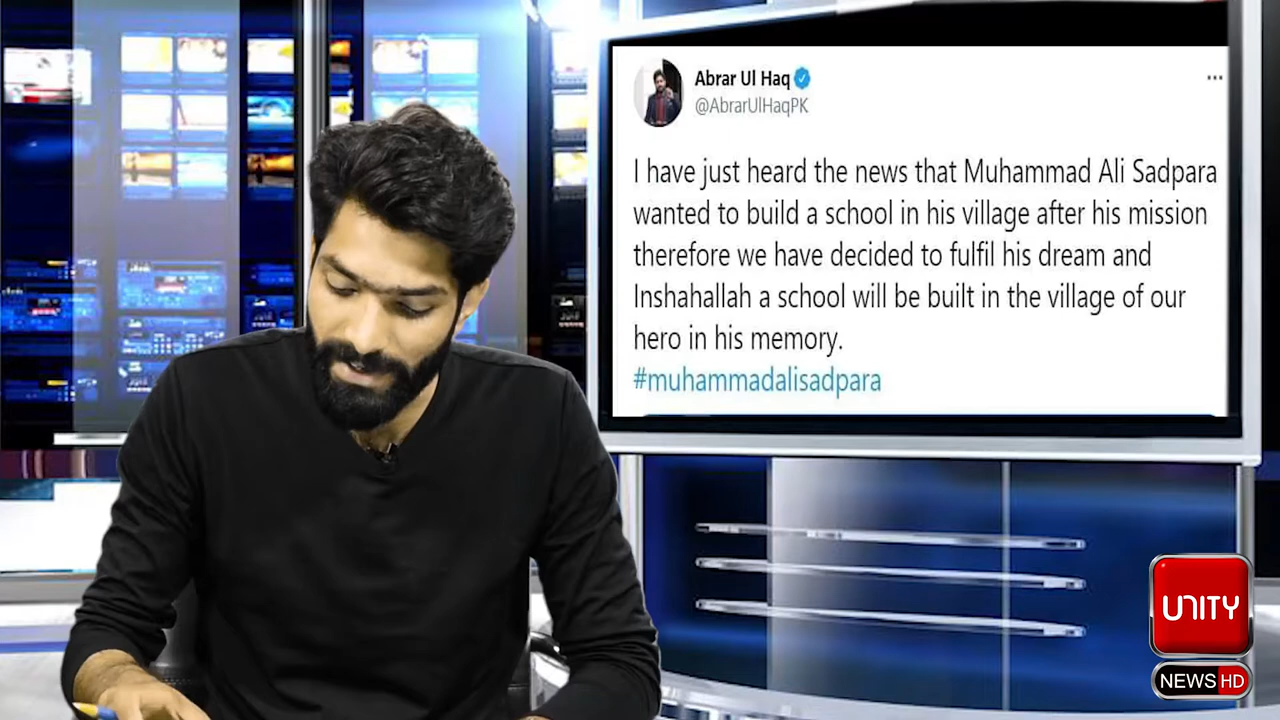 Abrar Ul Haq
@AbrarUlHaqPK
I have just heard the news that Muhammad Ali Sadpara
wanted to build a school in his village after his mission
therefore we have decided to fulfil his dream and
Inshahallah a school will be built in the village of our
hero in his memory.
#muhammadalisadpara
UNITY
NEWS HD